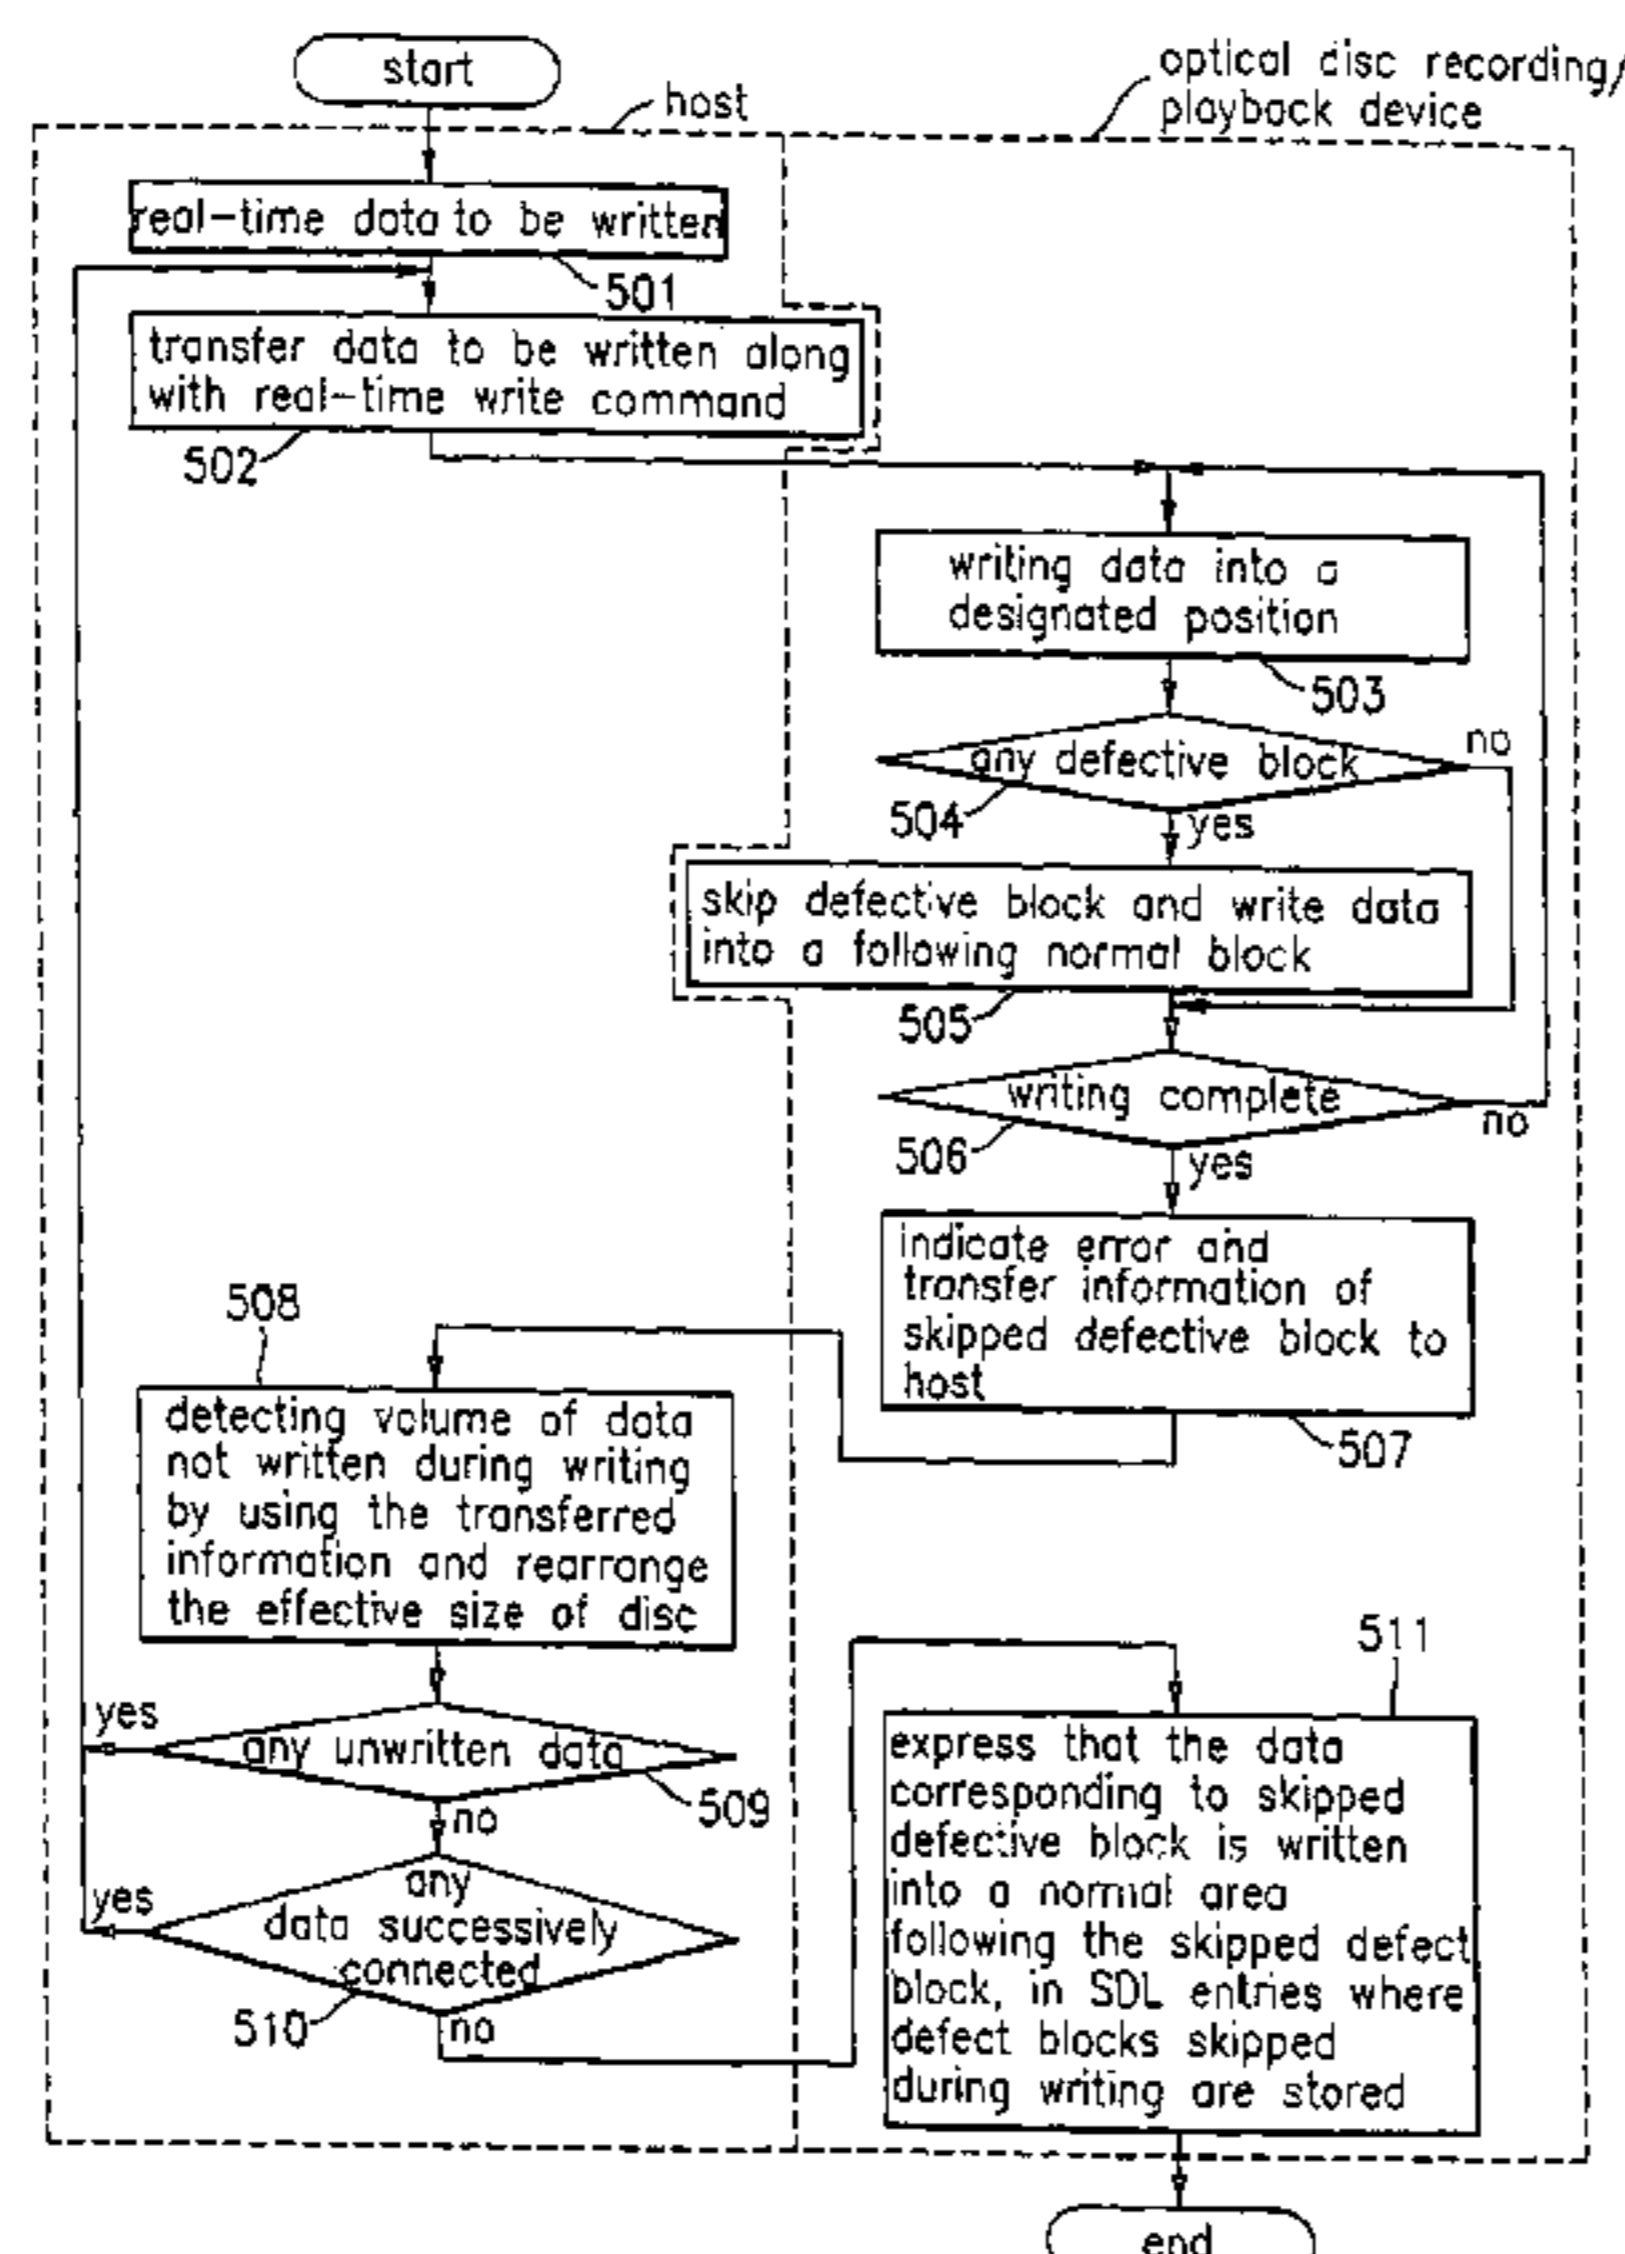 start
host
optical disc recording/
playback device
real-time data to be written
501
transfer data to be written along
with real-time write command
502
writing data into a
designated position
503
any defective block
no
504
yes
skip defective block and write data
into a following normal block
505
writing complete
no
506
yes
indicate error and
transfer information of
skipped defective block to
host
507
508
detecting volume of data
not written during writing
by using the transferred
information and rearrange
the effective size of disc
yes
any unwritten data
509
no
yes
any
data successively
connected
510
no
511
express that the data
corresponding to skipped
defective block is written
into a normal area
following the skipped defect
block, in SDL entries where
defect blocks skipped
during writing are stored
end